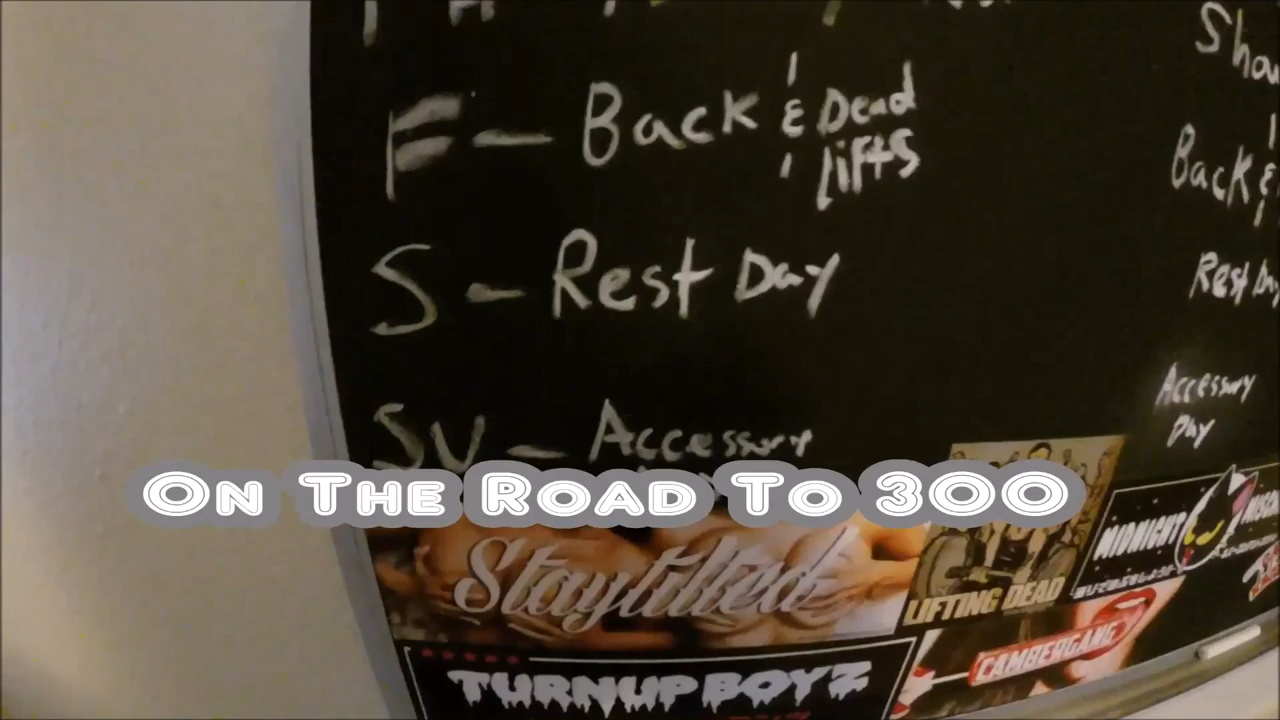 Sho
F - Back & Dead Lifts
Back &
S - Rest Day
Rest Day
SU - Accessory
Accessory
Day
On The Road To 300
Staytilted
LIFTING DEAD
MIDNIGHT
CAMBERGANG
TURNUP BOYZ